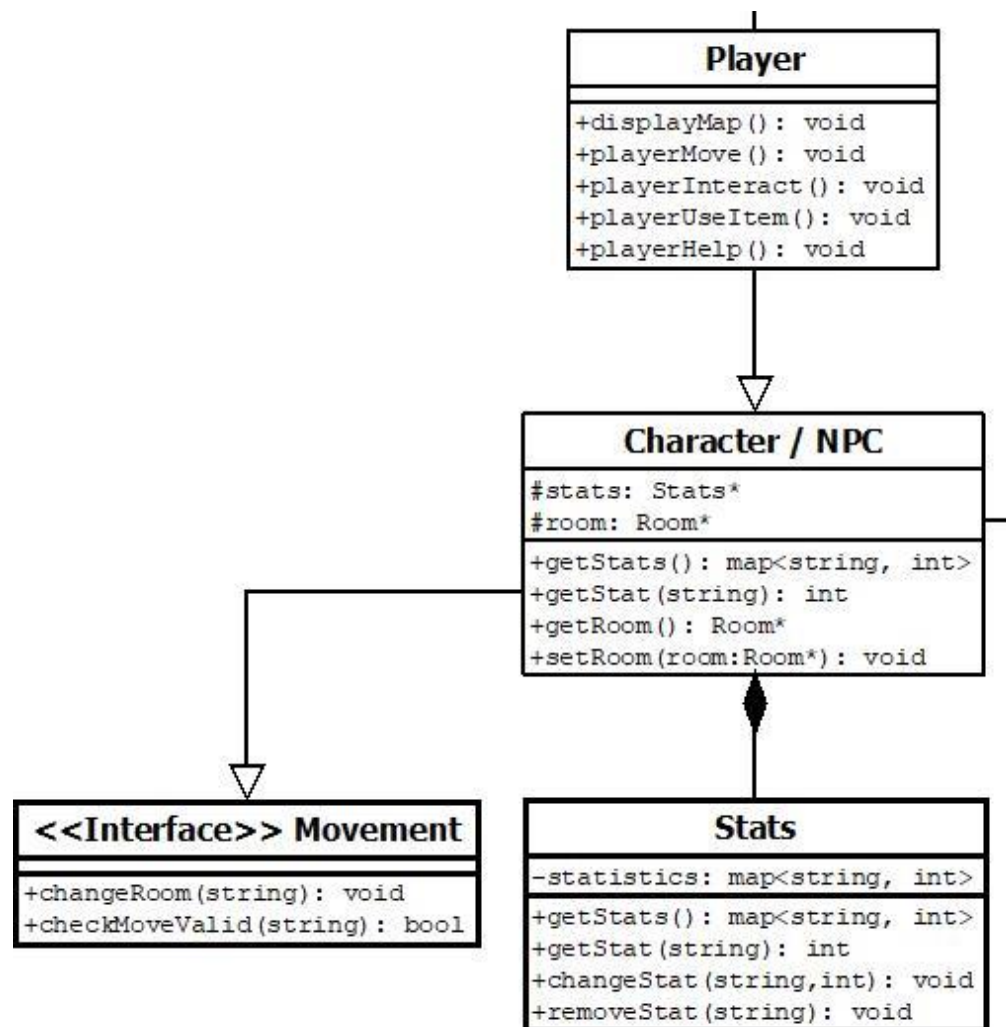 Player
+displayMap(): void
+playerMove(): void
+playerInteract(): void
+playerUseItem(): void
+playerHelp(): void
Character / NPC
#stats: Stats*
#room: Room*
+getStats(): map<string, int>
+getStat(string): int
+getRoom(): Room*
+setRoom(room:Room*): void
<<Interface>> Movement
+changeRoom(string): void
+checkMoveValid(string): bool
Stats
-statistics: map<string, int>
+getStats(): map<string, int>
+getStat(string): int
+changeStat(string,int): void
+removeStat(string): void